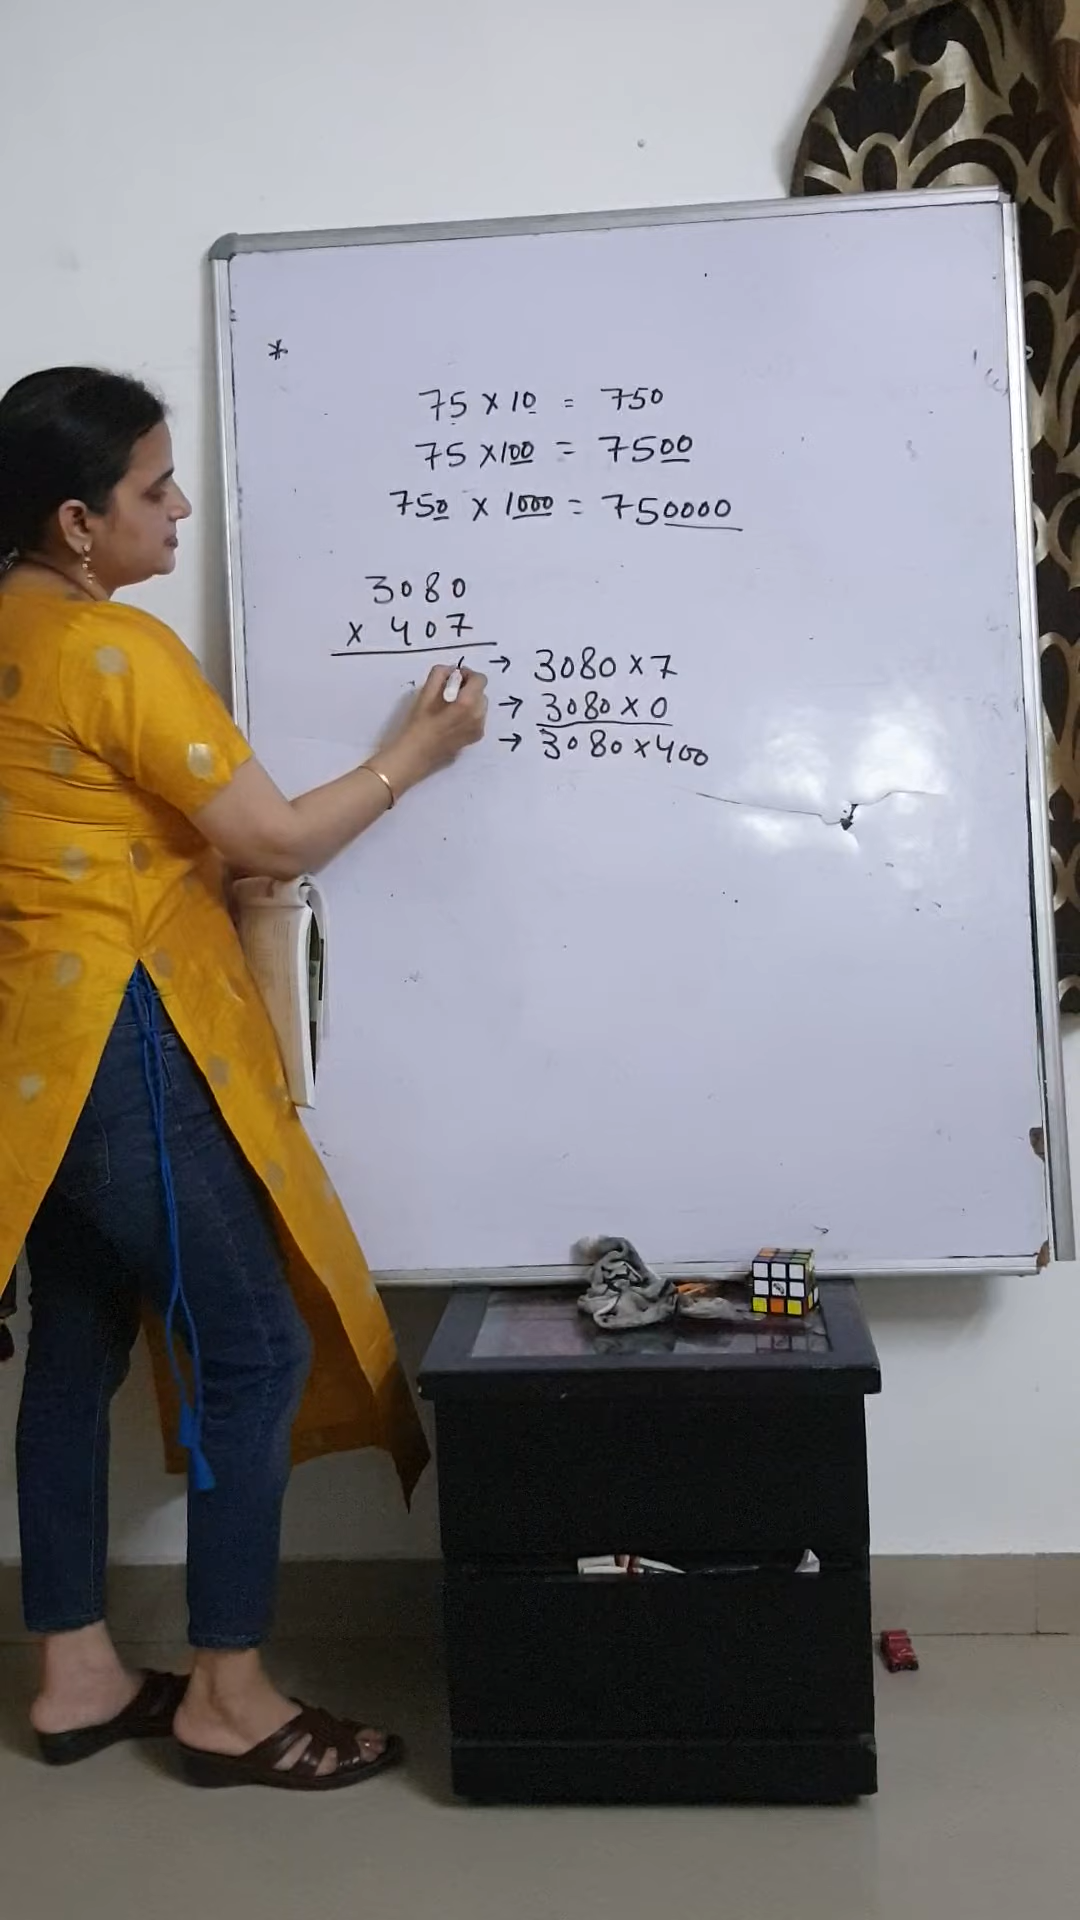 *
75 × 10 = 750
75 × 100 = 7500
750 × 1000 = 750000
3080
× 407
→ 3080 × 7
→ 3080 × 0
→ 3080 × 400